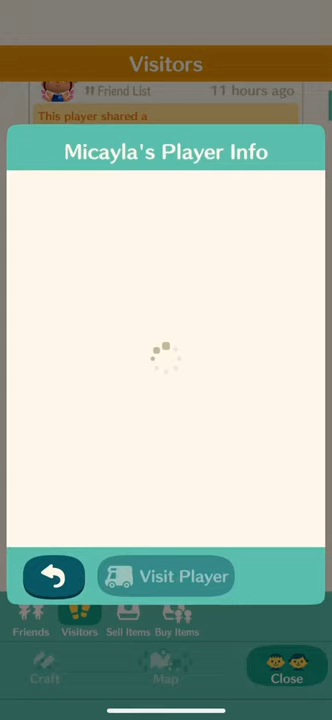 Visitors
Friend List
11 hours ago
This player shared a
Micayla's Player Info
Visit Player
Friends
Visitors
Sell Items
Buy Items
Craft
Map
Close